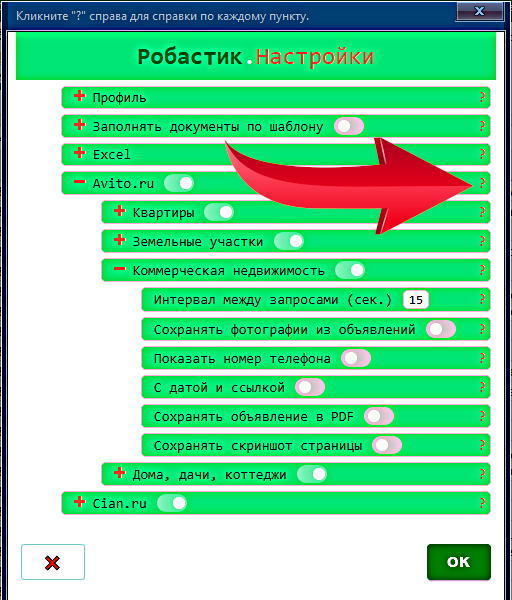 Кликните "?" справа для справки по каждому пункту.
Робастик.Настройки
Профиль ?
Заполнять документы по шаблону ?
Excel ?
Avito.ru ?
Квартиры ?
Земельные участки ?
Коммерческая недвижимость ?
Интервал между запросами (сек.) 15 ?
Сохранять фотографии из объявлений ?
Показать номер телефона ?
С датой и ссылкой ?
Сохранять объявление в PDF ?
Сохранять скриншот страницы ?
Дома, дачи, коттеджи ?
Cian.ru ?
OK